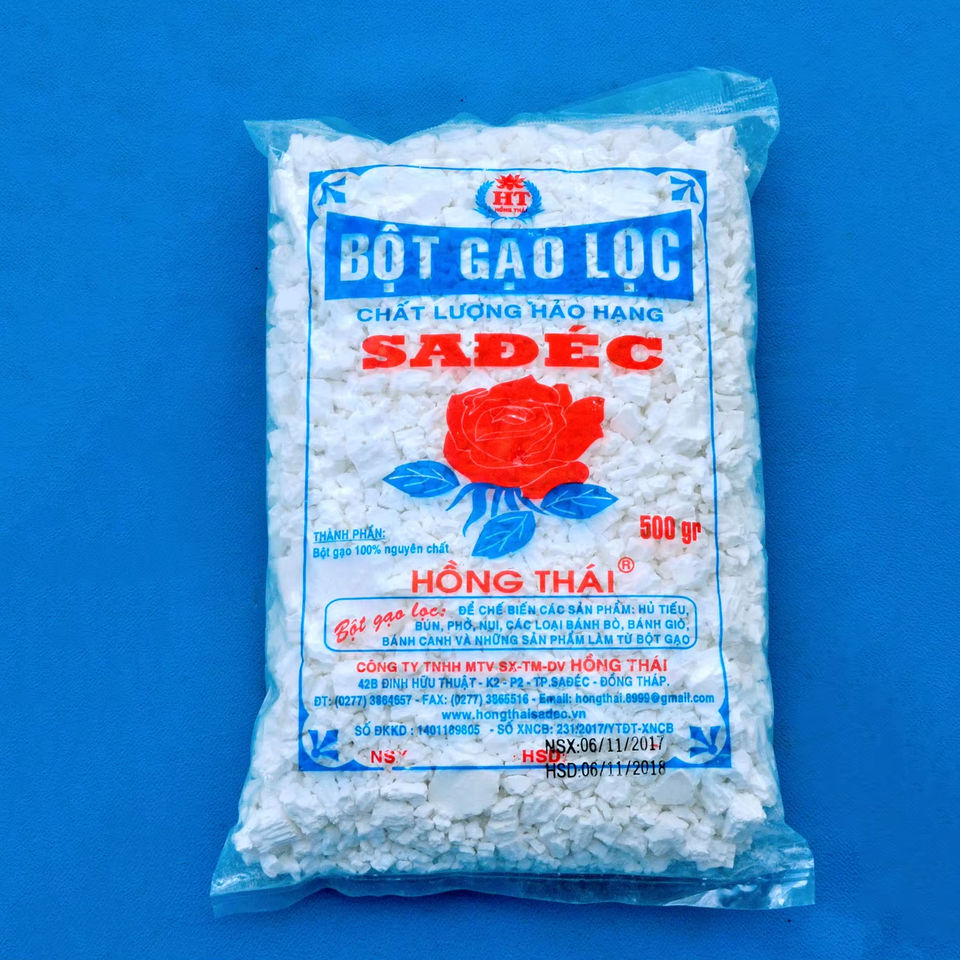 HT
HỒNG THÁI
BỘT GẠO LỌC
CHẤT LƯỢNG HẢO HẠNG
SAĐÉC
500 gr
THÀNH PHẦN:
Bột gạo 100% nguyên chất
HỒNG THÁI®
Bột gạo lọc: ĐỂ CHẾ BIẾN CÁC SẢN PHẨM: HỦ TIẾU,
BÚN, PHỞ, NUI, CÁC LOẠI BÁNH BÒ, BÁNH GIÒ,
BÁNH CANH VÀ NHỮNG SẢN PHẨM LÀM TỪ BỘT GẠO
CÔNG TY TNHH MTV SX-TM-DV HỒNG THÁI
42B ĐINH HỮU THUẬT - K2 - P2 - TP.SAĐÉC - ĐỒNG THÁP.
ĐT: (0277) 3864657 - FAX: (0277) 3865516 - Email: hongthai.8999@gmail.com
www.hongthaisadec.vn
SỐ ĐKKD : 1401189805 - SỐ XNCB: 231/2017/YTĐT-XNCB
NSX HSD
NSX:06/11/2017
HSD:06/11/2018